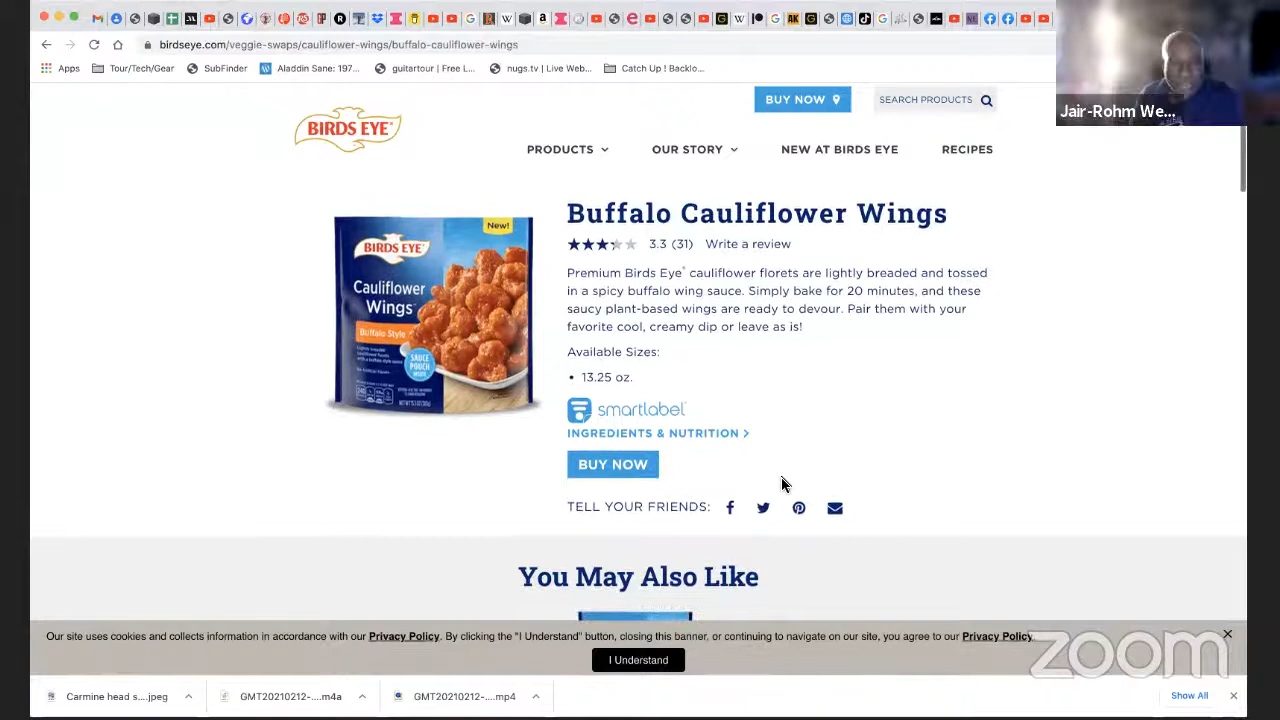 birdseye.com/veggie-swaps/cauliflower-wings/buffalo-cauliflower-wings
Apps
Tour/Tech/Gear
SubFinder
Aladdin Sane: 197...
guitartour | Free L...
nugs.tv | Live Web...
Catch Up ! Backlo...
Jair-Rohm We...
BUY NOW
SEARCH PRODUCTS
BIRDS EYE®
PRODUCTS
OUR STORY
NEW AT BIRDS EYE
RECIPES
New!
BIRDS EYE
Cauliflower
Wings
Buffalo Style
SAUCE
POUCH
INSIDE
Buffalo Cauliflower Wings
3.3 (31) Write a review
Premium Birds Eye® cauliflower florets are lightly breaded and tossed
in a spicy buffalo wing sauce. Simply bake for 20 minutes, and these
saucy plant-based wings are ready to devour. Pair them with your
favorite cool, creamy dip or leave as is!
Available Sizes:
• 13.25 oz.
smartlabel
INGREDIENTS & NUTRITION >
BUY NOW
TELL YOUR FRIENDS:
You May Also Like
Our site uses cookies and collects information in accordance with our Privacy Policy. By clicking the "I Understand" button, closing this banner, or continuing to navigate on our site, you agree to our Privacy Policy
I Understand
zoom
Carmine head s....jpeg
GMT20210212-....m4a
GMT20210212-....mp4
Show All